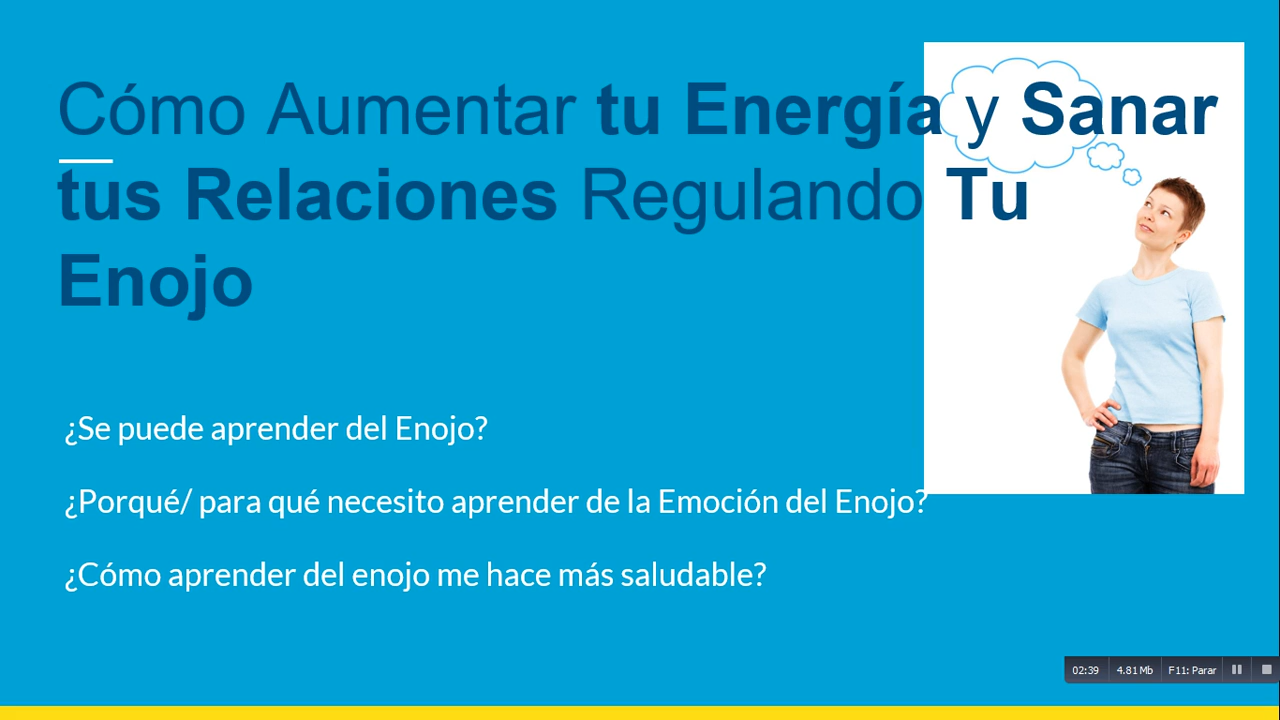 Cómo Aumentar tu Energía y Sanar
tus Relaciones Regulando Tu
Enojo
¿Se puede aprender del Enojo?
¿Porqué/ para qué necesito aprender de la Emoción del Enojo?
¿Cómo aprender del enojo me hace más saludable?
02:39 4.81 Mb F11: Parar